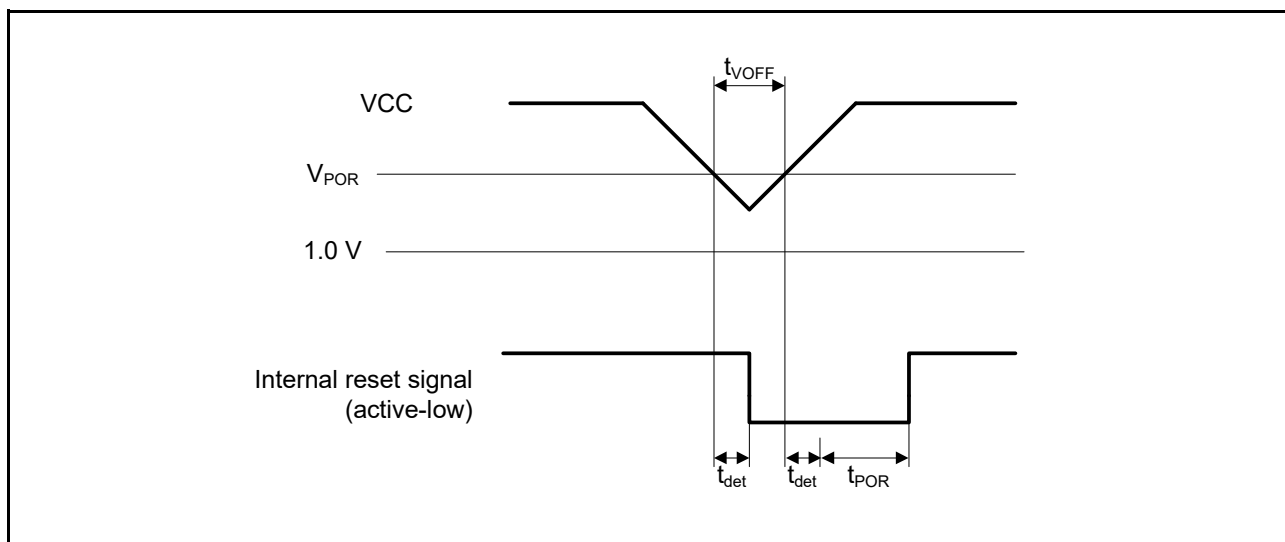 tVOFF
VCC
VPOR
1.0 V
Internal reset signal
(active-low)
tdet
tdet
tPOR